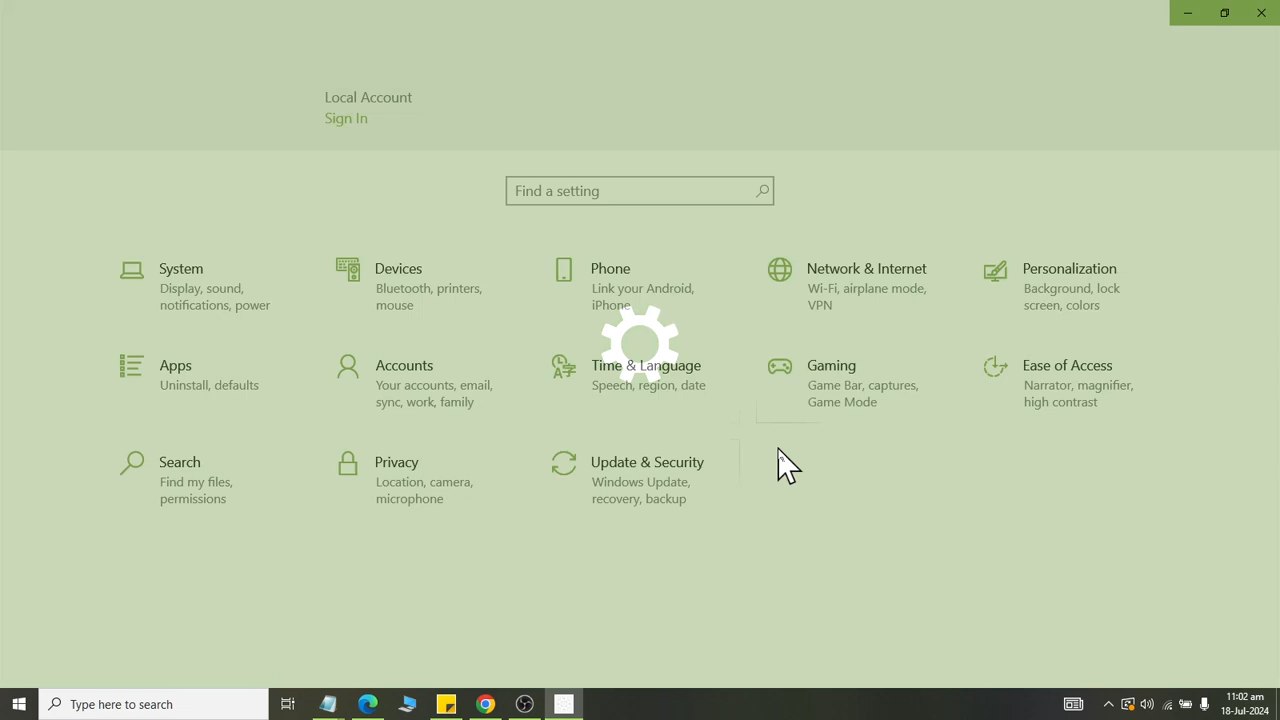 Local Account
Sign In
Find a setting
System
Display, sound,
notifications, power
Devices
Bluetooth, printers,
mouse
Phone
Link your Android,
iPhone
Network & Internet
Wi-Fi, airplane mode,
VPN
Personalization
Background, lock
screen, colors
Apps
Uninstall, defaults
Accounts
Your accounts, email,
sync, work, family
Time & Language
Speech, region, date
Gaming
Game Bar, captures,
Game Mode
Ease of Access
Narrator, magnifier,
high contrast
Search
Find my files,
permissions
Privacy
Location, camera,
microphone
Update & Security
Windows Update,
recovery, backup
Type here to search
11:02 am
18-Jul-2024